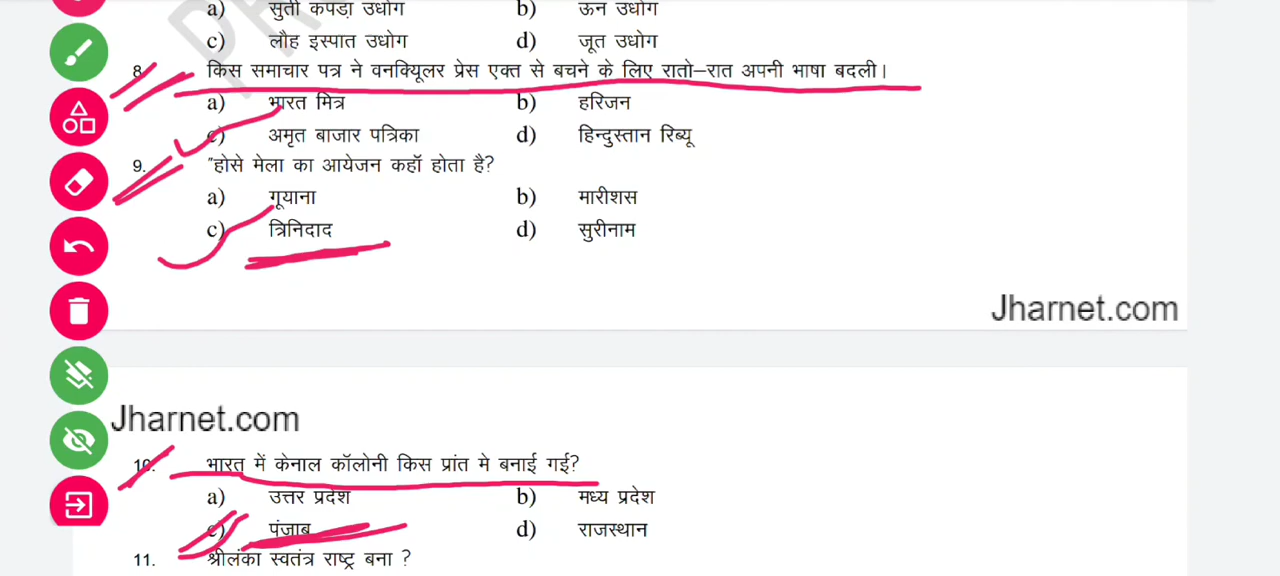 a) सुती कपडा़ उधोग b) ऊन उधोग
c) लौह इस्पात उधोग d) जूत उधोग
8. किस समाचार पत्र ने वनक्यिूलर प्रेस एक्त से बचने के लिए रातो–रात अपनी भाषा बदली।
a) भारत मित्र b) हरिजन
c) अमृत बाजार पत्रिका d) हिन्दुस्तान रिब्यू
9. "होसे मेला का आयेजन कहॉ होता है?
a) गूयाना b) मारीशस
c) त्रिनिदाद d) सुरीनाम
Jharnet.com
Jharnet.com
10. भारत में केनाल कॉलोनी किस प्रांत मे बनाई गई?
a) उत्तर प्रदेश b) मध्य प्रदेश
c) पंजाब d) राजस्थान
11. श्रीलंका स्वतंत्र राष्ट्र बना ?